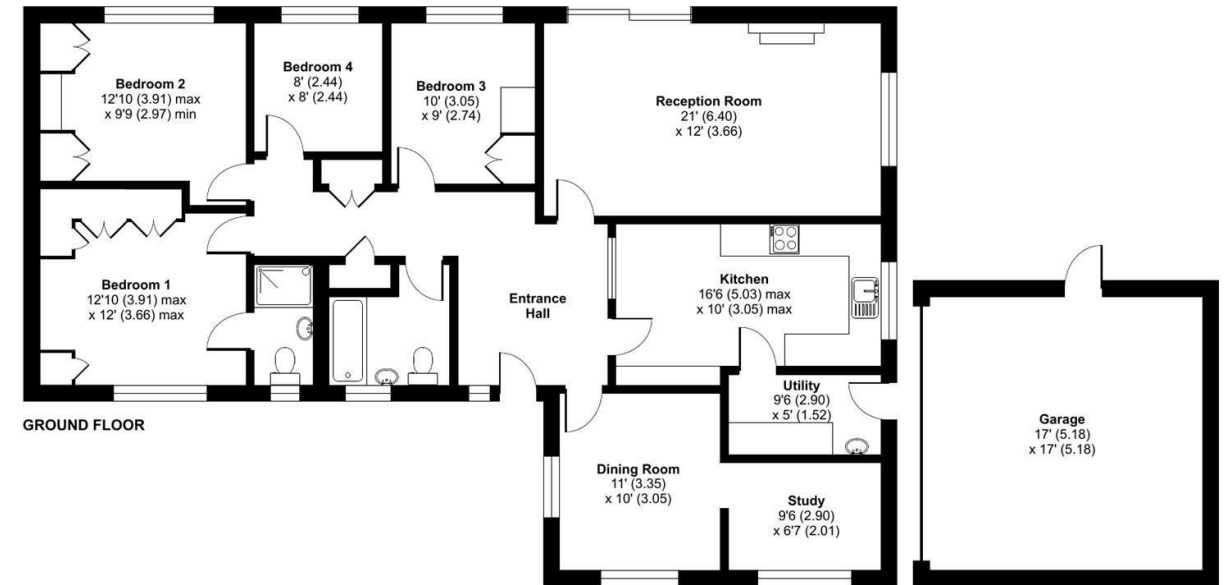 Bedroom 2
12'10 (3.91) max
x 9'9 (2.97) min
Bedroom 4
8' (2.44)
x 8' (2.44)
Bedroom 3
10' (3.05)
x 9' (2.74)
Reception Room
21' (6.40)
x 12' (3.66)
Bedroom 1
12'10 (3.91) max
x 12' (3.66) max
Entrance
Hall
Kitchen
16'6 (5.03) max
x 10' (3.05) max
Utility
9'6 (2.90)
x 5' (1.52)
Garage
17' (5.18)
x 17' (5.18)
GROUND FLOOR
Dining Room
11' (3.35)
x 10' (3.05)
Study
9'6 (2.90)
x 6'7 (2.01)